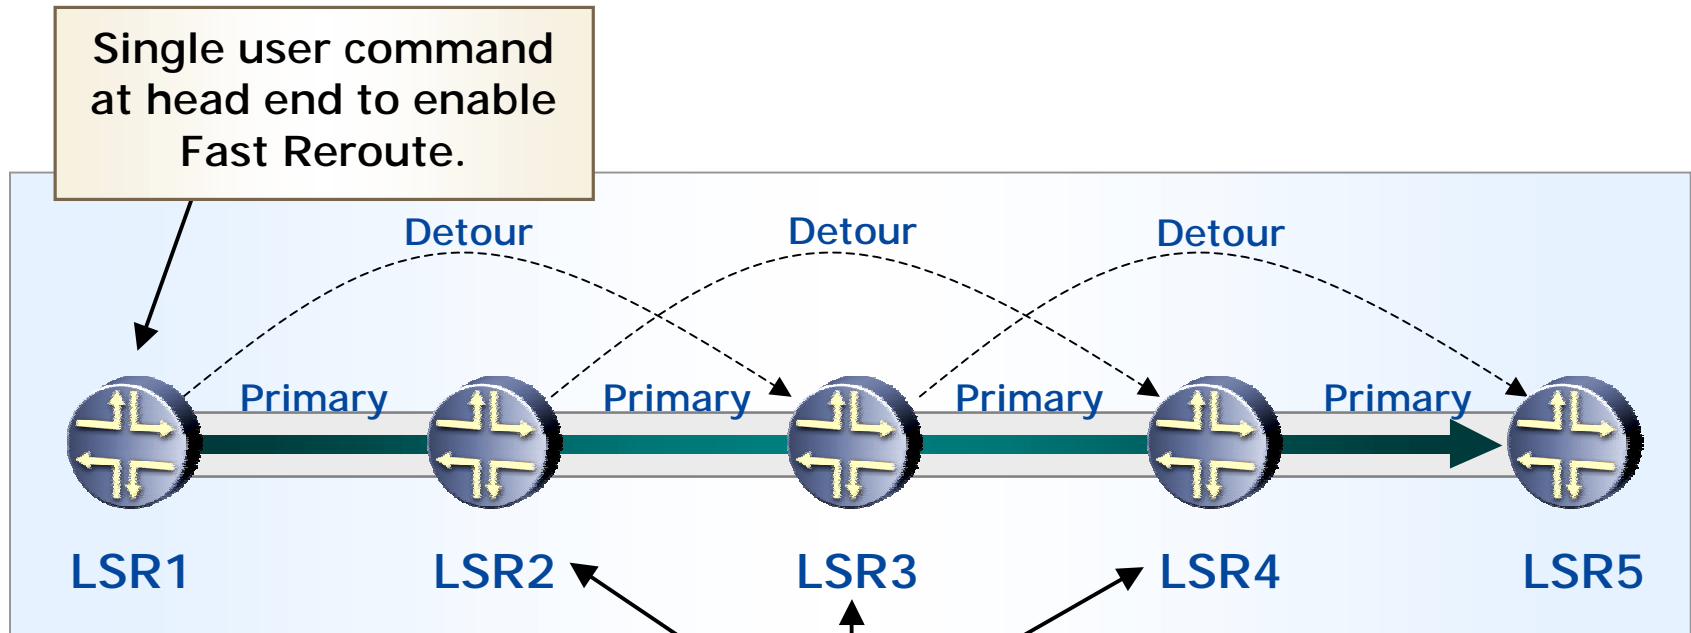 Single user command
at head end to enable
Fast Reroute.
Detour Detour Detour
Primary Primary Primary Primary
LSR1 LSR2 LSR3 LSR4 LSR5